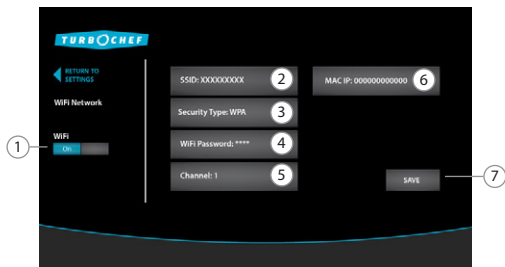 TURBOCHEF
RETURN TO
SETTINGS
WiFi Network
WiFi
On
1
SSID: XXXXXXXXX
2
Security Type: WPA
3
WiFi Password: ****
4
Channel: 1
5
MAC IP: 000000000000
6
SAVE
7